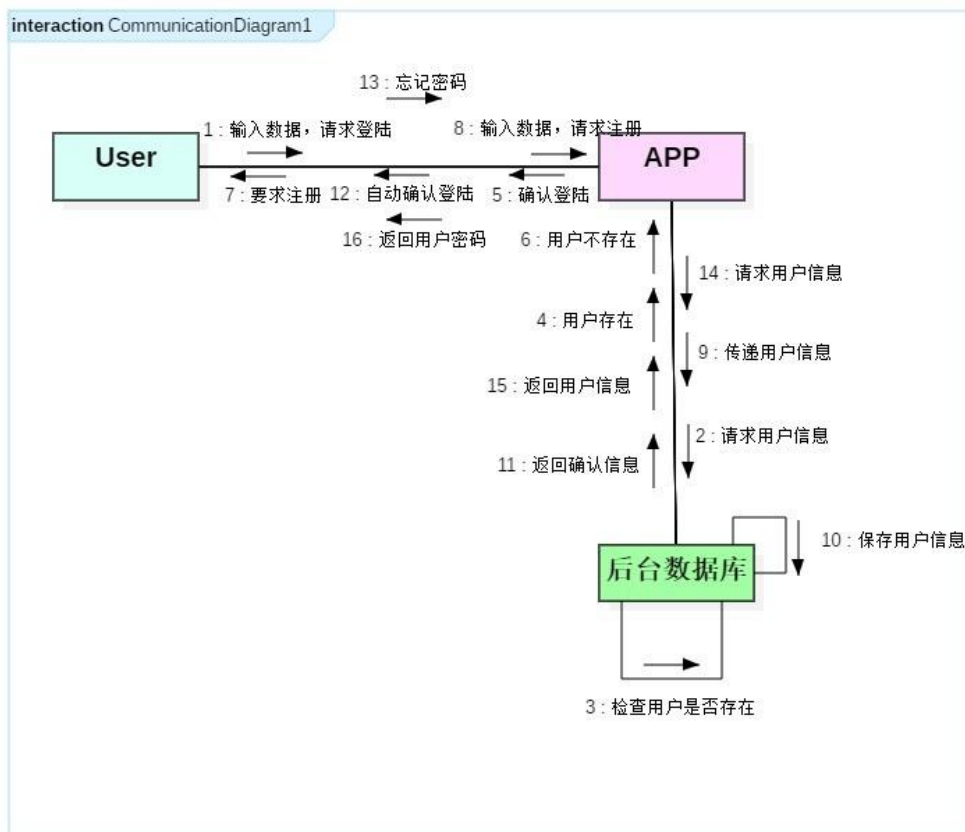 interaction CommunicationDiagram1
13 : 忘记密码
1 : 输入数据，请求登陆
8 : 输入数据，请求注册
User
APP
7 : 要求注册
12 : 自动确认登陆
5 : 确认登陆
16 : 返回用户密码
6 : 用户不存在
14 : 请求用户信息
4 : 用户存在
9 : 传递用户信息
15 : 返回用户信息
2 : 请求用户信息
11 : 返回确认信息
10 : 保存用户信息
后台数据库
3 : 检查用户是否存在